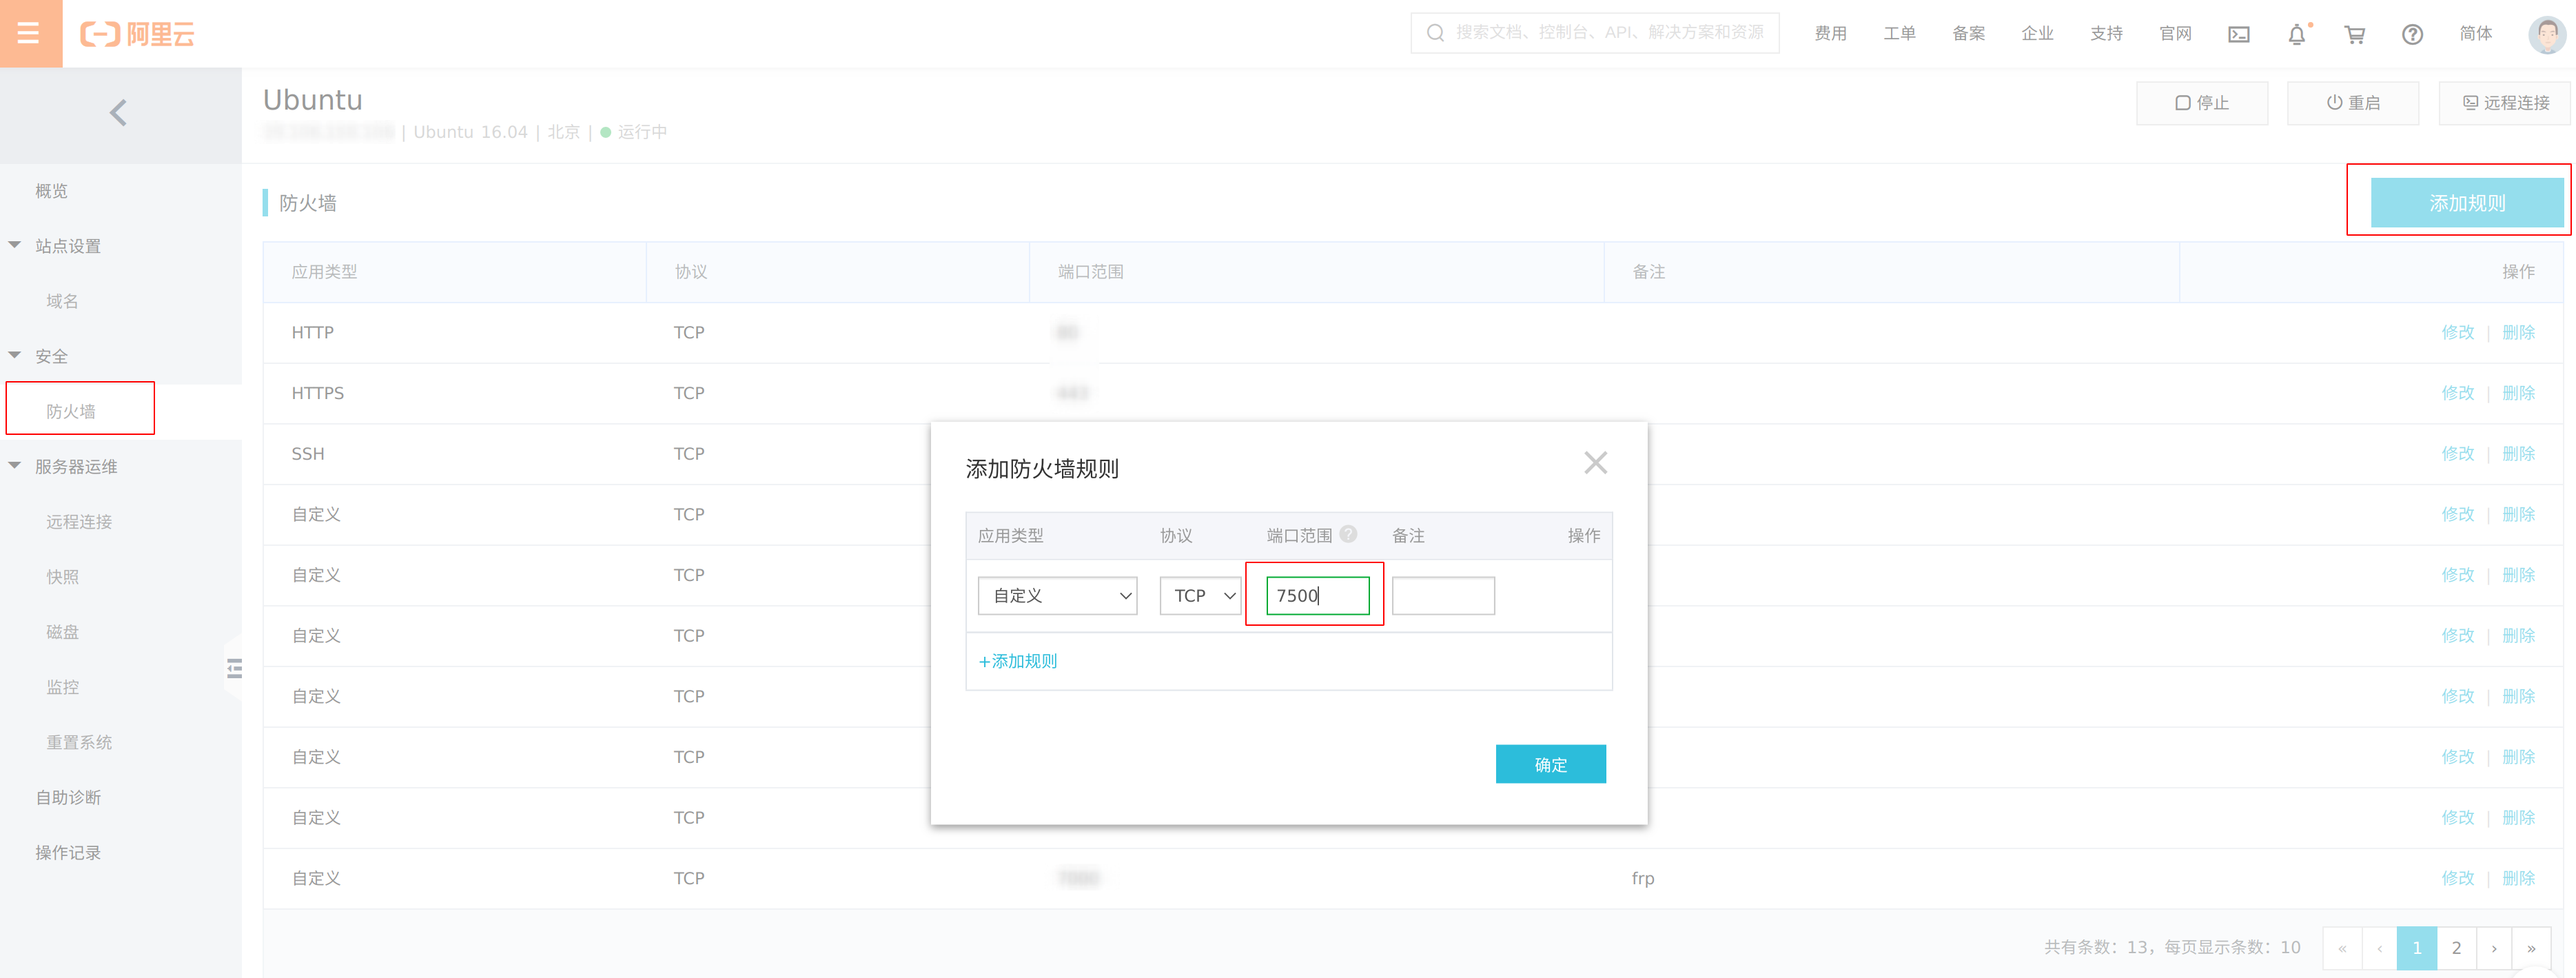 阿里云
搜索文档、控制台、API、解决方案和资源
费用 工单 备案 企业 支持 官网 简体
Ubuntu
停止 重启 远程连接
| Ubuntu 16.04 | 北京 | 运行中
概览
站点设置
域名
安全
防火墙
服务器运维
远程连接
快照
磁盘
监控
重置系统
自助诊断
操作记录
防火墙
添加规则
应用类型 协议 端口范围 备注 操作
HTTP TCP 修改 | 删除
HTTPS TCP 修改 | 删除
SSH TCP 修改 | 删除
自定义 TCP 修改 | 删除
自定义 TCP 修改 | 删除
自定义 TCP 修改 | 删除
自定义 TCP 修改 | 删除
自定义 TCP 修改 | 删除
自定义 TCP 修改 | 删除
自定义 TCP frp 修改 | 删除
添加防火墙规则
应用类型 协议 端口范围 ? 备注 操作
自定义 TCP 7500
+添加规则
确定
共有条数：13，每页显示条数：10 « ‹ 1 2 › »